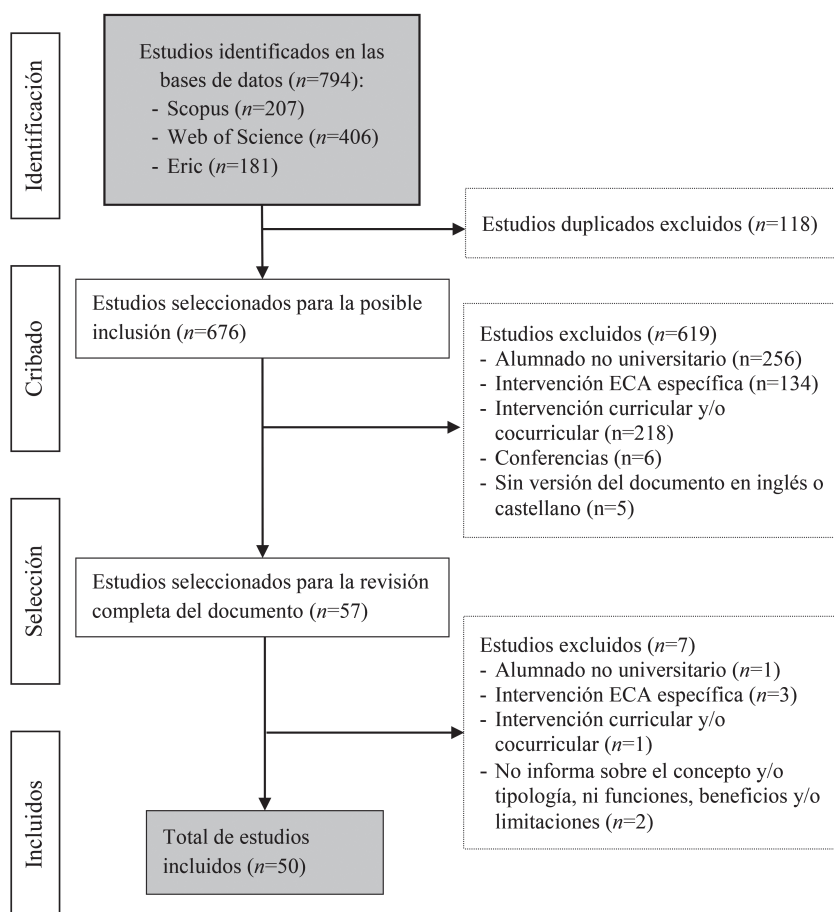 Identificación
Estudios identificados en las
bases de datos (n=794):
- Scopus (n=207)
- Web of Science (n=406)
- Eric (n=181)
Estudios duplicados excluidos (n=118)
Cribado
Estudios seleccionados para la posible
inclusión (n=676)
Estudios excluidos (n=619)
- Alumnado no universitario (n=256)
- Intervención ECA específica (n=134)
- Intervención curricular y/o
cocurricular (n=218)
- Conferencias (n=6)
- Sin versión del documento en inglés o
castellano (n=5)
Selección
Estudios seleccionados para la revisión
completa del documento (n=57)
Estudios excluidos (n=7)
- Alumnado no universitario (n=1)
- Intervención ECA específica (n=3)
- Intervención curricular y/o
cocurricular (n=1)
- No informa sobre el concepto y/o
tipología, ni funciones, beneficios y/o
limitaciones (n=2)
Incluidos
Total de estudios
incluidos (n=50)